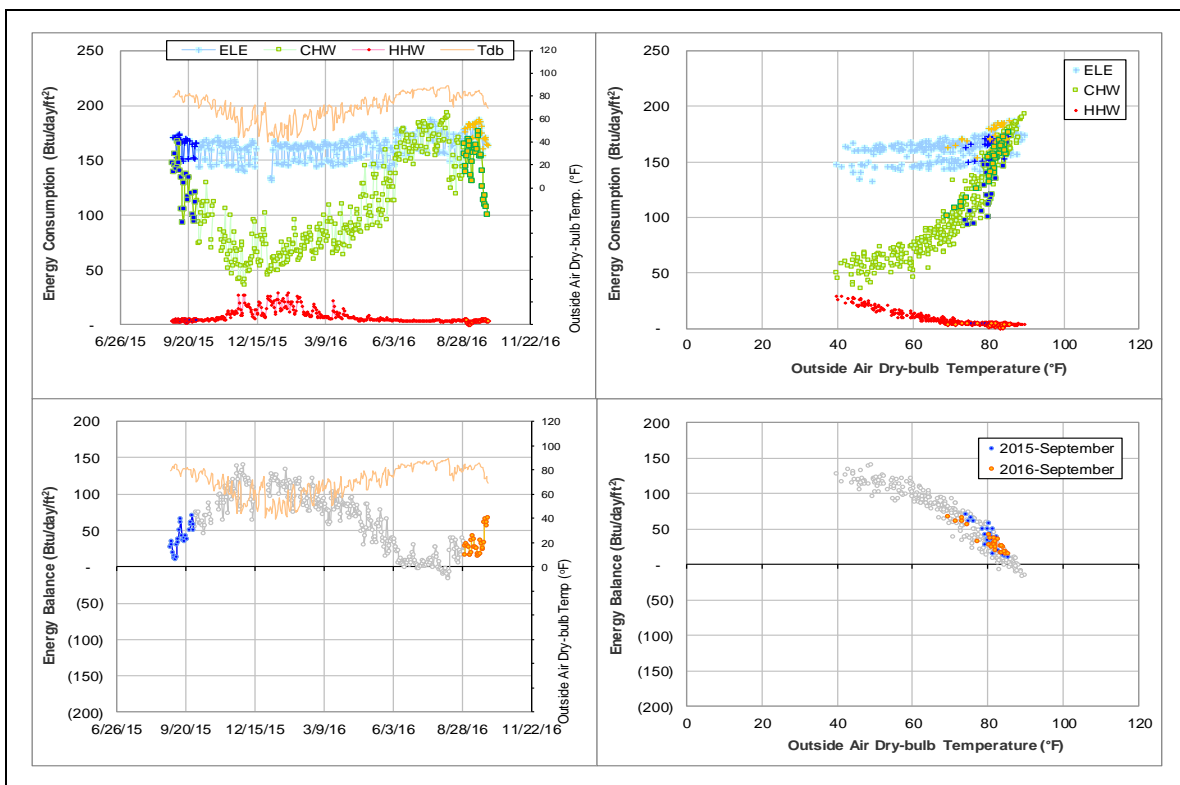 ELE CHW HHW Tdb
Energy Consumption (Btu/day/ft²)
250
200
150
100
50
-
120
100
80
60
40
20
0
Outside Air Dry-bulb Temp. (°F)
6/26/15 9/20/15 12/15/15 3/9/16 6/3/16 8/28/16 11/22/16
ELE
CHW
HHW
Energy Consumption (Btu/day/ft²)
250
200
150
100
50
-
0 20 40 60 80 100 120
Outside Air Dry-bulb Temperature (°F)
Energy Balance (Btu/day/ft²)
200
150
100
50
-
(50)
(100)
(150)
(200)
120
100
80
60
40
20
0
Outside Air Dry-bulb Temp (°F)
6/26/15 9/20/15 12/15/15 3/9/16 6/3/16 8/28/16 11/22/16
2015-September
2016-September
Energy Balance (Btu/day/ft²)
200
150
100
50
-
(50)
(100)
(150)
(200)
0 20 40 60 80 100 120
Outside Air Dry-bulb Temperature (°F)